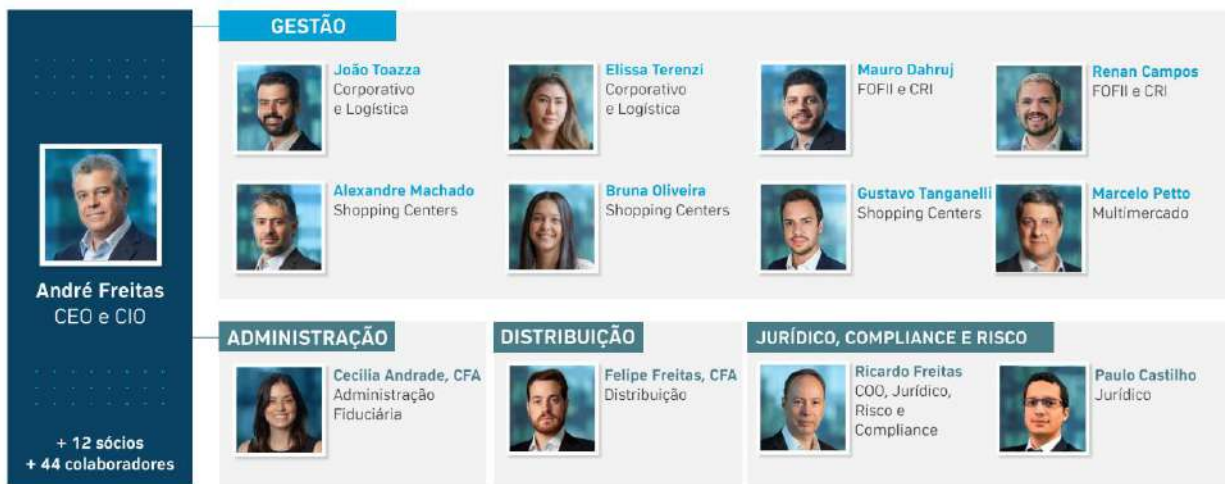 André Freitas
CEO e CIO
+ 12 sócios
+ 44 colaboradores
GESTÃO
João Toazza
Corporativo
e Logística
Elissa Terenzi
Corporativo
e Logística
Mauro Dahruj
FOFII e CRI
Renan Campos
FOFII e CRI
Alexandre Machado
Shopping Centers
Bruna Oliveira
Shopping Centers
Gustavo Tanganelli
Shopping Centers
Marcelo Petto
Multimercado
ADMINISTRAÇÃO
Cecilia Andrade, CFA
Administração
Fiduciária
DISTRIBUIÇÃO
Felipe Freitas, CFA
Distribuição
JURÍDICO, COMPLIANCE E RISCO
Ricardo Freitas
COO, Jurídico,
Risco e
Compliance
Paulo Castilho
Jurídico